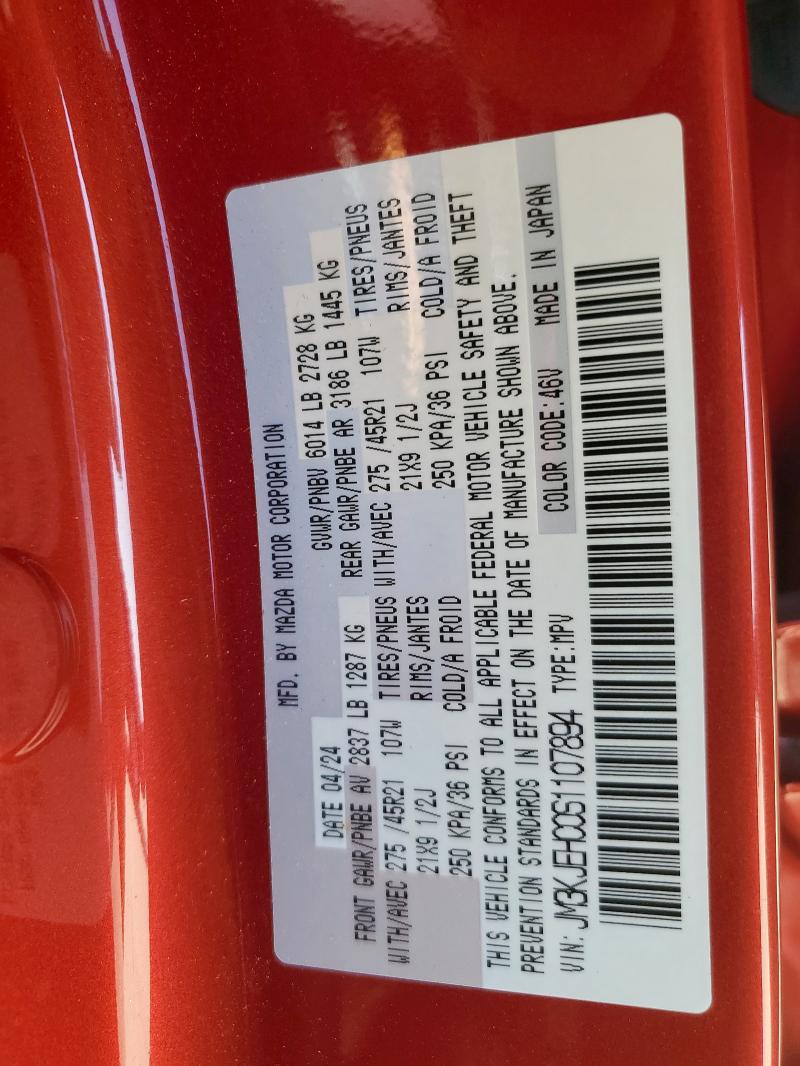 MFD. BY MAZDA MOTOR CORPORATION
DATE 04/24 GVWR/PNBV 6014 LB 2728 KG
FRONT GAWR/PNBE AV 2837 LB 1287 KG REAR GAWR/PNBE AR 3186 LB 1445 KG
WITH/AVEC 275 /45R21 107W TIRES/PNEUS WITH/AVEC 275 /45R21 107W TIRES/PNEUS
21X9 1/2J RIMS/JANTES 21X9 1/2J RIMS/JANTES
250 KPA/36 PSI COLD/A FROID 250 KPA/36 PSI COLD/A FROID
THIS VEHICLE CONFORMS TO ALL APPLICABLE FEDERAL MOTOR VEHICLE SAFETY AND THEFT
PREVENTION STANDARDS IN EFFECT ON THE DATE OF MANUFACTURE SHOWN ABOVE.
VIN: JM3KJEHC0S1107894 TYPE:MPV COLOR CODE:46V MADE IN JAPAN